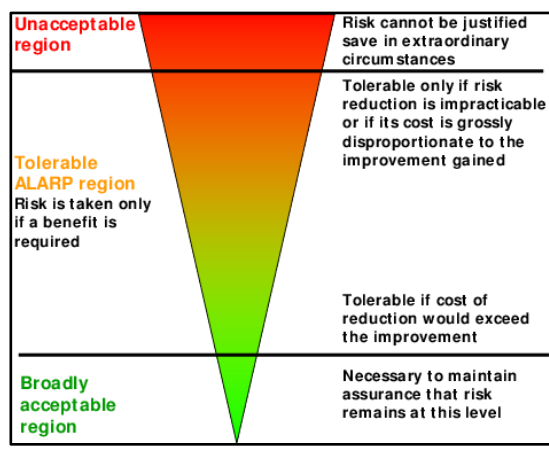 Unacceptable
region
Risk cannot be justified
save in extraordinary
circumstances
Tolerable only if risk
reduction is impracticable
or if its cost is grossly
disproportionate to the
improvement gained
Tolerable
ALARP region
Risk is taken only
if a benefit is
required
Tolerable if cost of
reduction would exceed
the improvement
Broadly
acceptable
region
Necessary to maintain
assurance that risk
remains at this level